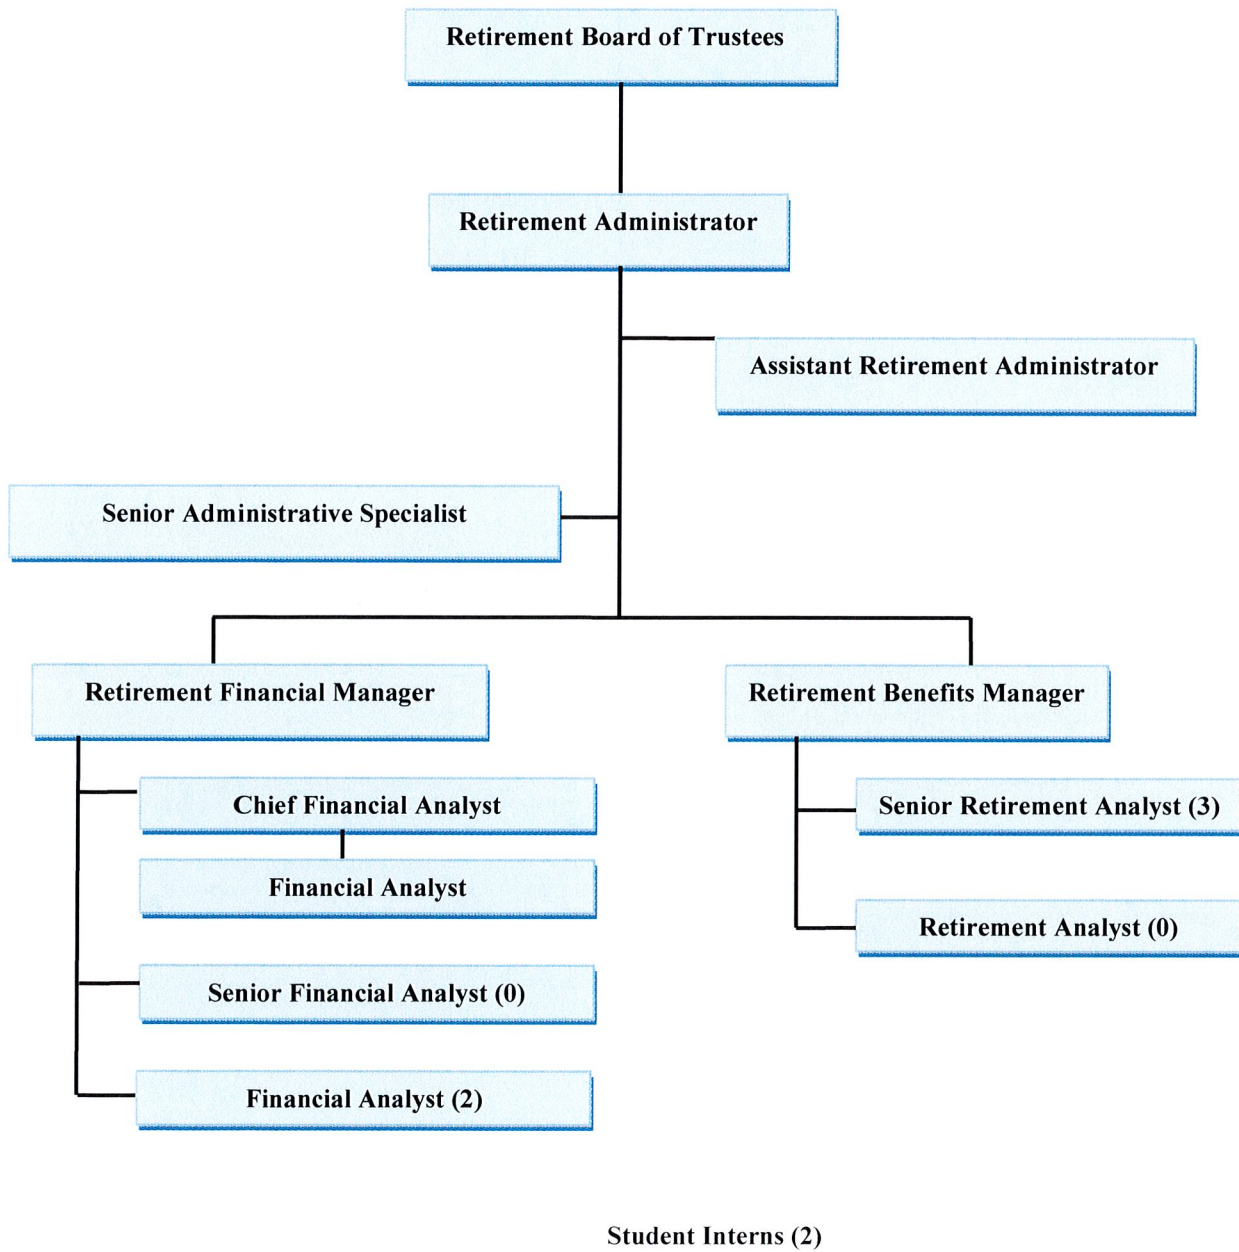 Retirement Board of Trustees
Retirement Administrator
Assistant Retirement Administrator
Senior Administrative Specialist
Retirement Financial Manager
Retirement Benefits Manager
Chief Financial Analyst
Senior Retirement Analyst (3)
Financial Analyst
Retirement Analyst (0)
Senior Financial Analyst (0)
Financial Analyst (2)
Student Interns (2)